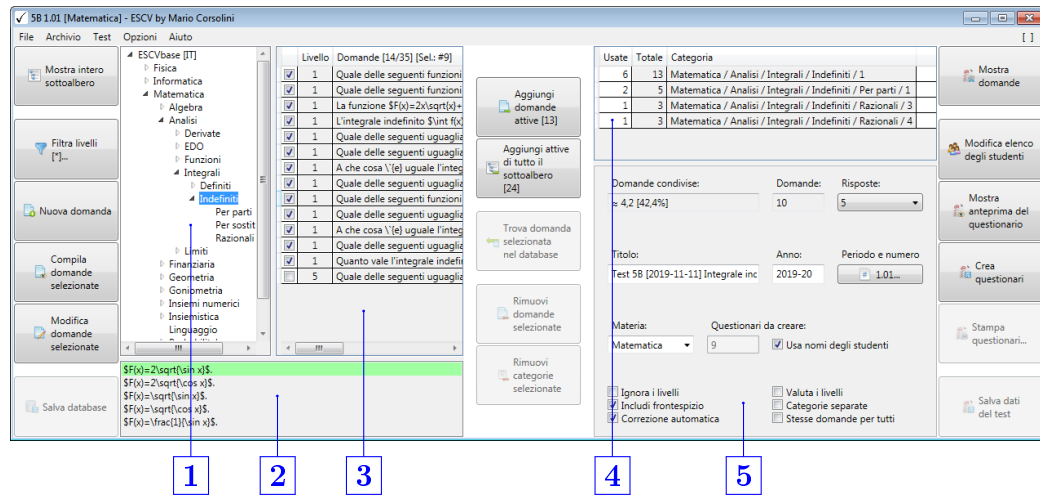 5B 1.01 [Matematica] - ESCV by Mario Corsolini
File Archivio Test Opzioni Aiuto [ ]
Mostra intero
sottoalbero
Filtra livelli
[*]...
Nuova domanda
Compila
domande
selezionate
Modifica
domande
selezionate
Salva database
ESCVbase [IT]
Fisica
Informatica
Matematica
Algebra
Analisi
Derivate
EDO
Funzioni
Integrali
Definiti
Indefiniti
Per parti
Per sostit
Razionali
Limiti
Finanziaria
Geometria
Goniometria
Insiemi numerici
Insiemistica
Linguaggio
Livello Domande [14/35] [Sel.: #9]
1 Quale delle seguenti funzioni
1 Quale delle seguenti funzioni
1 La funzione $F(x)=2x\sqrt{x}+
1 L'integrale indefinito $\int f(x)
1 Quale delle seguenti uguaglia
1 Quale delle seguenti uguaglia
1 A che cosa \`{e} uguale l'integ
1 Quale delle seguenti uguaglia
1 Quale delle seguenti funzioni
1 Quale delle seguenti uguaglia
1 A che cosa \`{e} uguale l'integ
1 Quale delle seguenti uguaglia
1 Quanto vale l'integrale indefin
5 Quale delle seguenti uguaglia
$F(x)=2\sqrt{\sin x}$.
$F(x)=2\sqrt{\cos x}$.
$F(x)=\sqrt{\sin x}$.
$F(x)=\sqrt{\cos x}$.
$F(x)=\frac{1}{\sin x}$.
Aggiungi
domande
attive [13]
Aggiungi attive
di tutto il
sottoalbero
[24]
Trova domanda
selezionata
nel database
Rimuovi
domande
selezionate
Rimuovi
categorie
selezionate
Usate Totale Categoria
6 13 Matematica / Analisi / Integrali / Indefiniti / 1
2 5 Matematica / Analisi / Integrali / Indefiniti / Per parti / 1
1 3 Matematica / Analisi / Integrali / Indefiniti / Razionali / 3
1 3 Matematica / Analisi / Integrali / Indefiniti / Razionali / 4
Domande condivise: Domande: Risposte:
≈ 4,2 [42,4%] 10 5
Titolo: Anno: Periodo e numero
Test 5B [2019-11-11] Integrale inc 2019-20 # 1.01...
Materia: Questionari da creare:
Matematica 9 Usa nomi degli studenti
Ignora i livelli Valuta i livelli
Includi frontespizio Categorie separate
Correzione automatica Stesse domande per tutti
Mostra
domande
Modifica elenco
degli studenti
Mostra
anteprima del
questionario
Crea
questionari
Stampa
questionari...
Salva dati
del test
1 2 3 4 5